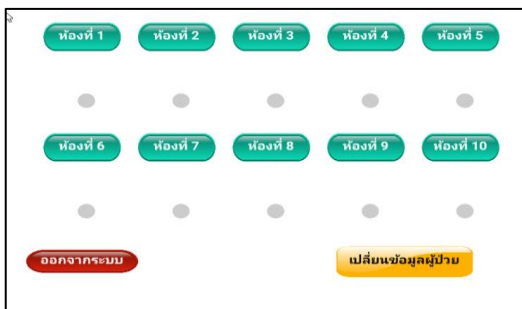 ห้องที่ 1 ห้องที่ 2 ห้องที่ 3 ห้องที่ 4 ห้องที่ 5
ห้องที่ 6 ห้องที่ 7 ห้องที่ 8 ห้องที่ 9 ห้องที่ 10
ออกจากระบบ เปลี่ยนข้อมูลผู้ป่วย